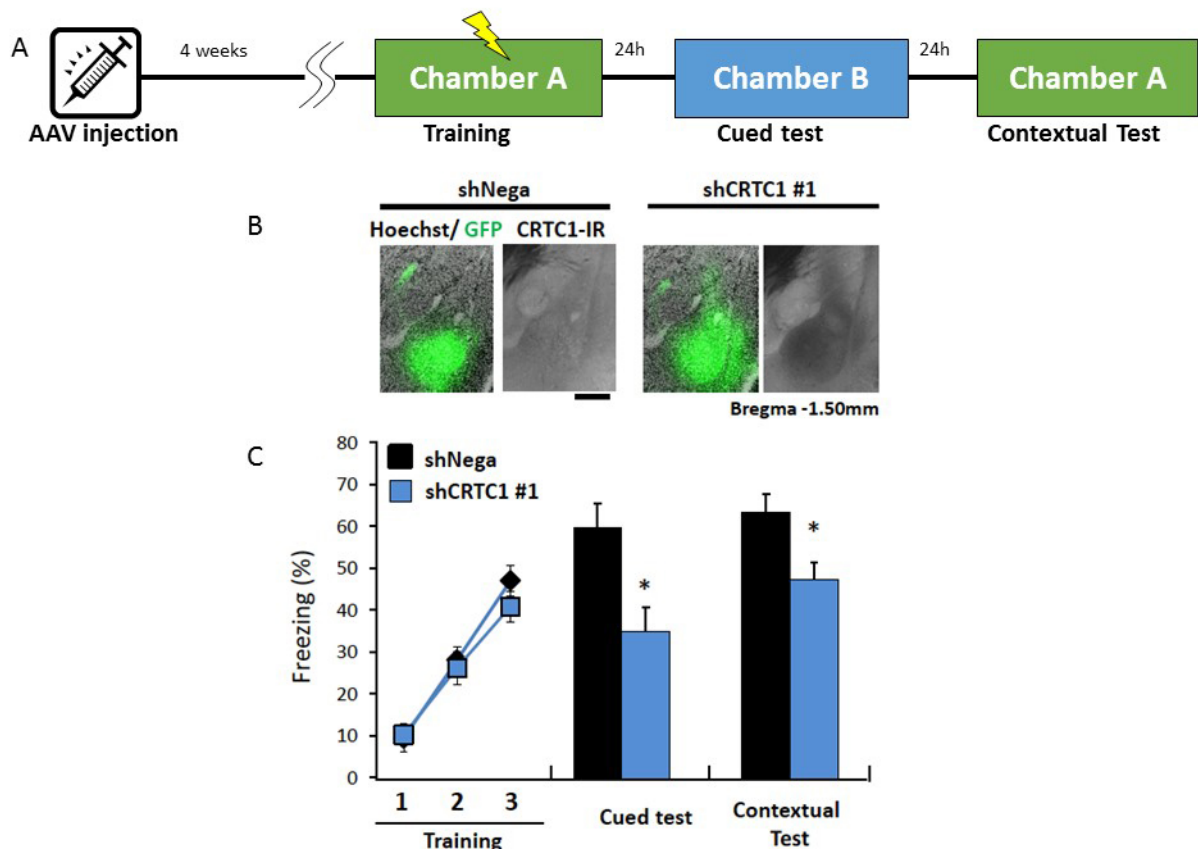 A
4 weeks
24h
24h
Chamber A
Chamber B
Chamber A
AAV injection
Training
Cued test
Contextual Test
B
shNega
shCRTC1 #1
Hoechst/ GFP CRTC1-IR
Bregma -1.50mm
C
shNega
shCRTC1 #1
Freezing (%)
80
70
60
50
40
30
20
10
0
*
*
1 2 3
Training
Cued test
Contextual
Test